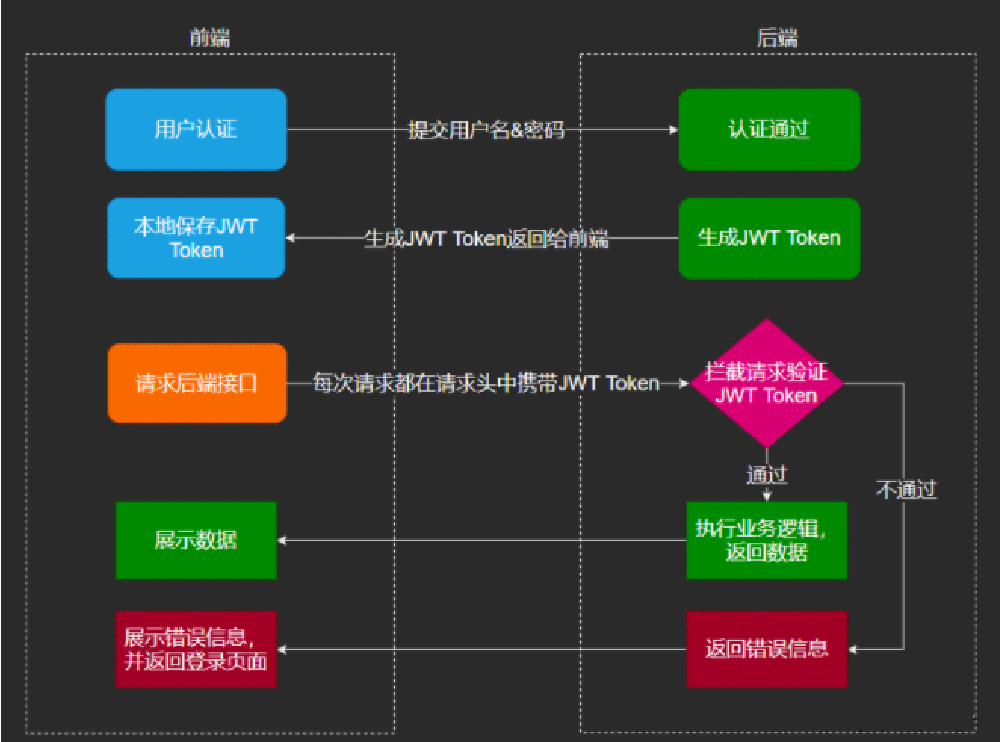 前端
后端
用户认证
提交用户名&密码
认证通过
本地保存JWT
Token
生成JWT Token返回给前端
生成JWT Token
请求后端接口
每次请求都在请求头中携带JWT Token
拦截请求验证
JWT Token
通过
不通过
展示数据
执行业务逻辑，
返回数据
展示错误信息，
并返回登录页面
返回错误信息